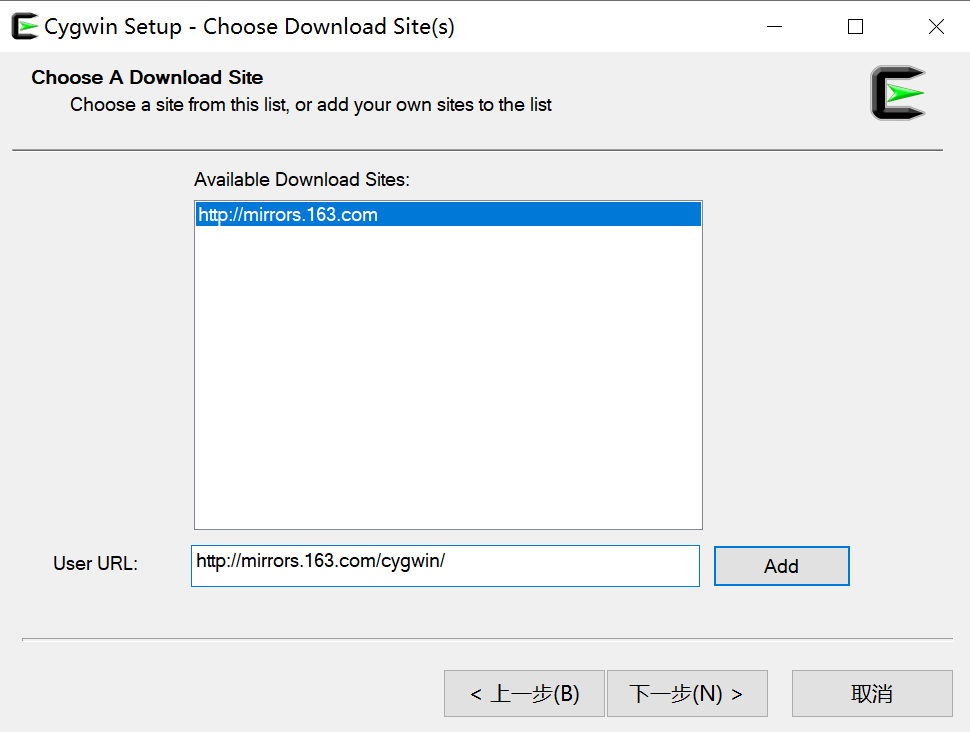 Cygwin Setup - Choose Download Site(s)
Choose A Download Site
Choose a site from this list, or add your own sites to the list
Available Download Sites:
http://mirrors.163.com
User URL:
http://mirrors.163.com/cygwin/
Add
< 上一步(B)
下一步(N) >
取消